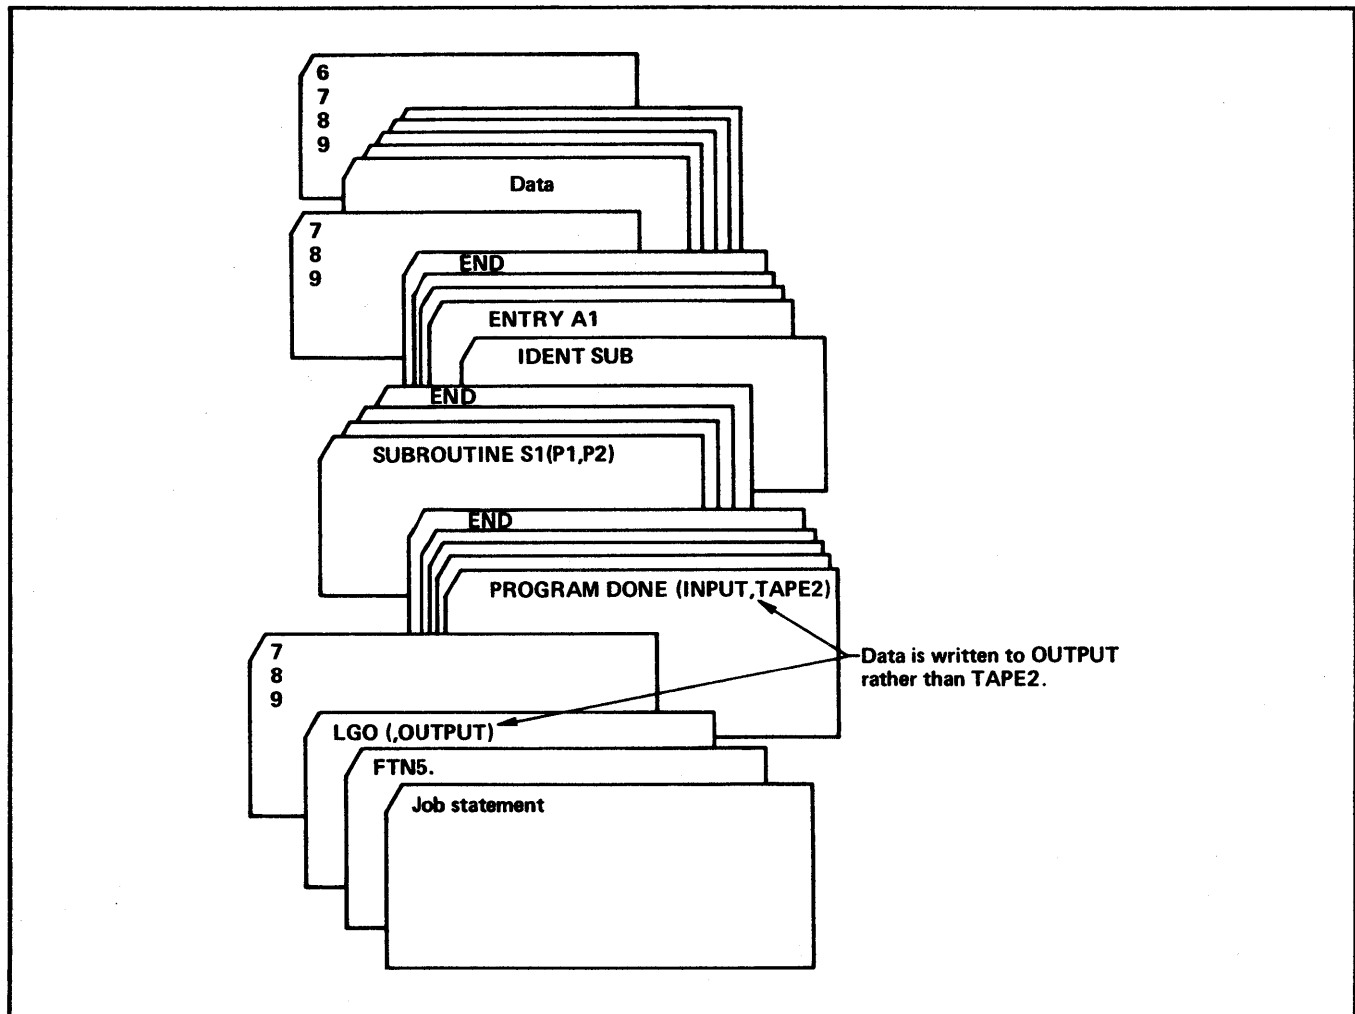 6
7
8
9
Data
7
8
9
END
ENTRY A1
IDENT SUB
END
SUBROUTINE S1(P1,P2)
END
PROGRAM DONE (INPUT,TAPE2)
Data is written to OUTPUT
rather than TAPE2.
7
8
9
LGO (,OUTPUT)
FTN5.
Job statement